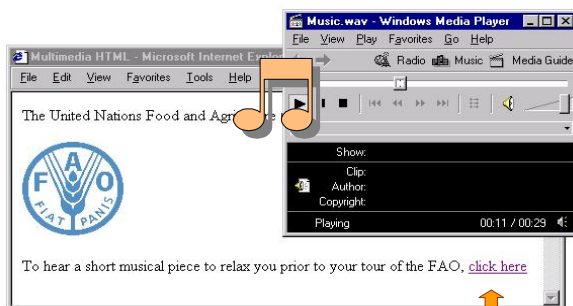 Music.wav - Windows Media Player
File View Play Favorites Go Help
Radio Music Media Guide
Multimedia HTML - Microsoft Internet Explo
File Edit View Favorites Tools Help
The United Nations Food and Agriculture
F A O
FIAT PANIS
Show:
Clip:
Author:
Copyright:
Playing 00:11 / 00:29
To hear a short musical piece to relax you prior to your tour of the FAO, click here